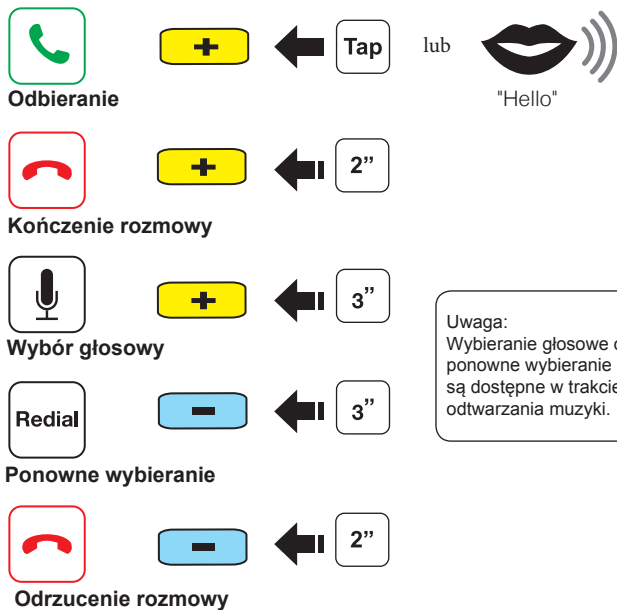 Tap
lub
Odbieranie
"Hello"
2”
Kończenie rozmowy
3”
Wybór głosowy
Uwaga:
Wybieranie głosowe
ponowne wybieranie
są dostępne w trakcie
odtwarzania muzyki.
Redial
3”
Ponowne wybieranie
2”
Odrzucenie rozmowy